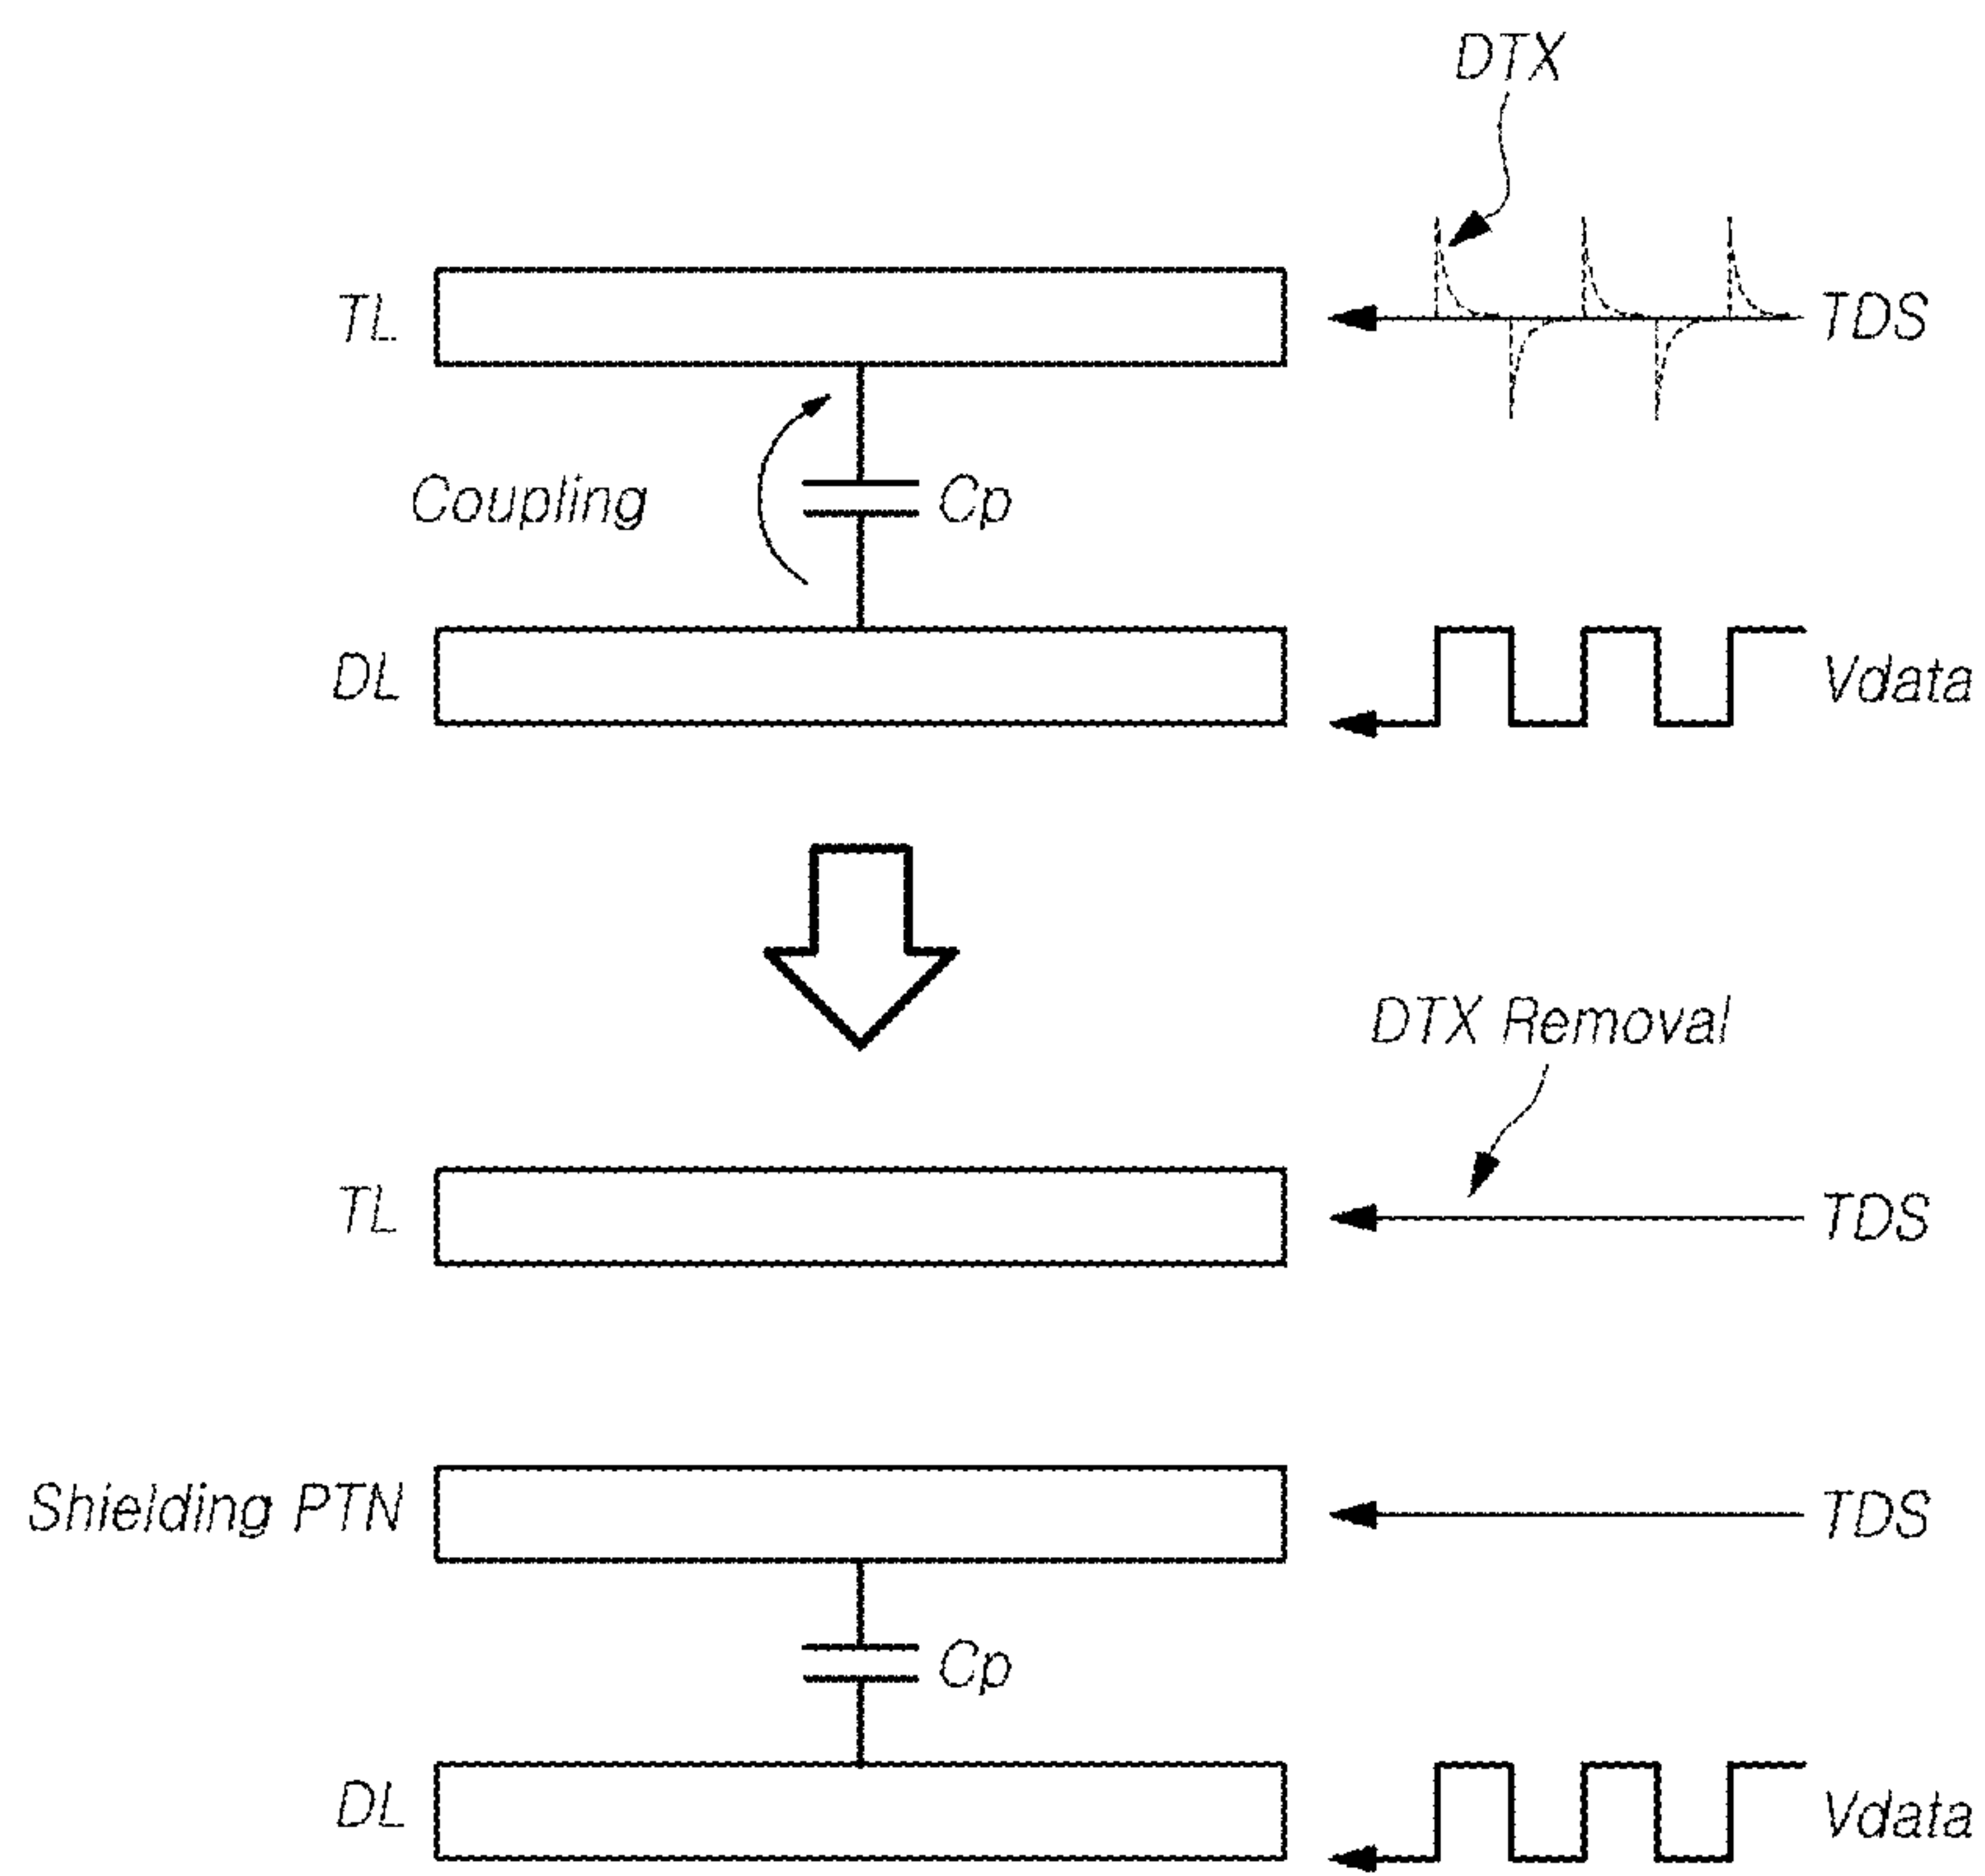 DTX
TL
TDS
Coupling
Cp
DL
Vdata
DTX Removal
TL
TDS
Shielding PTN
TDS
Cp
DL
Vdata